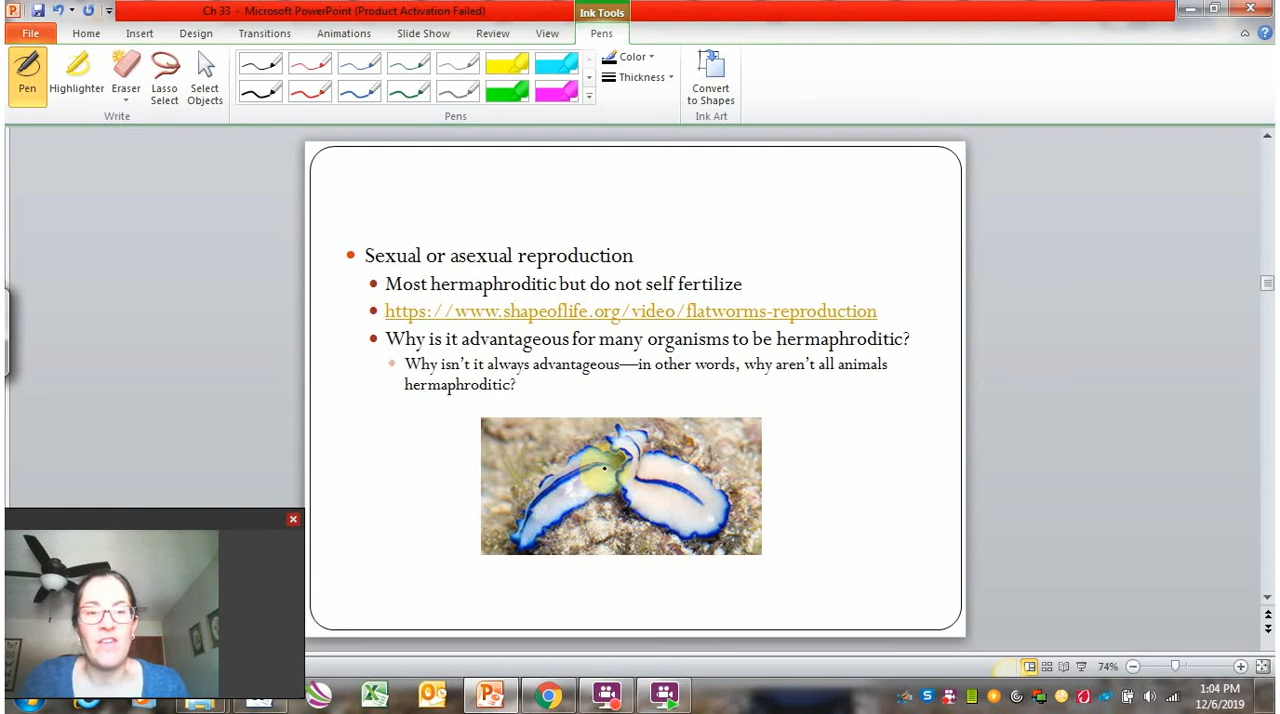 Ch 33 - Microsoft PowerPoint (Product Activation Failed)
Ink Tools
File Home Insert Design Transitions Animations Slide Show Review View Pens
Pen
Highlighter
Eraser
Lasso
Select
Select
Objects
Color
Thickness
Convert
to Shapes
Write
Pens
Ink Art
Sexual or asexual reproduction
Most hermaphroditic but do not self fertilize
https://www.shapeoflife.org/video/flatworms-reproduction
Why is it advantageous for many organisms to be hermaphroditic?
Why isn't it always advantageous—in other words, why aren't all animals
hermaphroditic?
74%
1:04 PM
12/6/2019